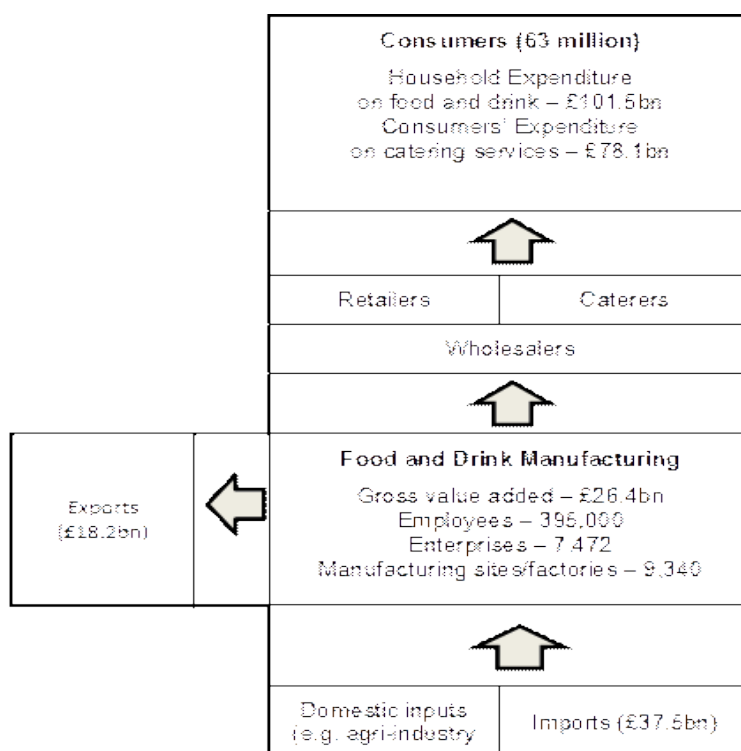 Consumers (63 million)
Household Expenditure
on food and drink – £101.5bn
Consumers' Expenditure
on catering services – £78.1bn
Retailers
Caterers
Wholesalers
Food and Drink Manufacturing
Gross value added – £26.4bn
Employees – 395,000
Enterprises – 7,472
Manufacturing sites/factories – 9,340
Exports
(£18.2bn)
Domestic inputs
(e.g. agri-industry
Imports (£37.5bn)